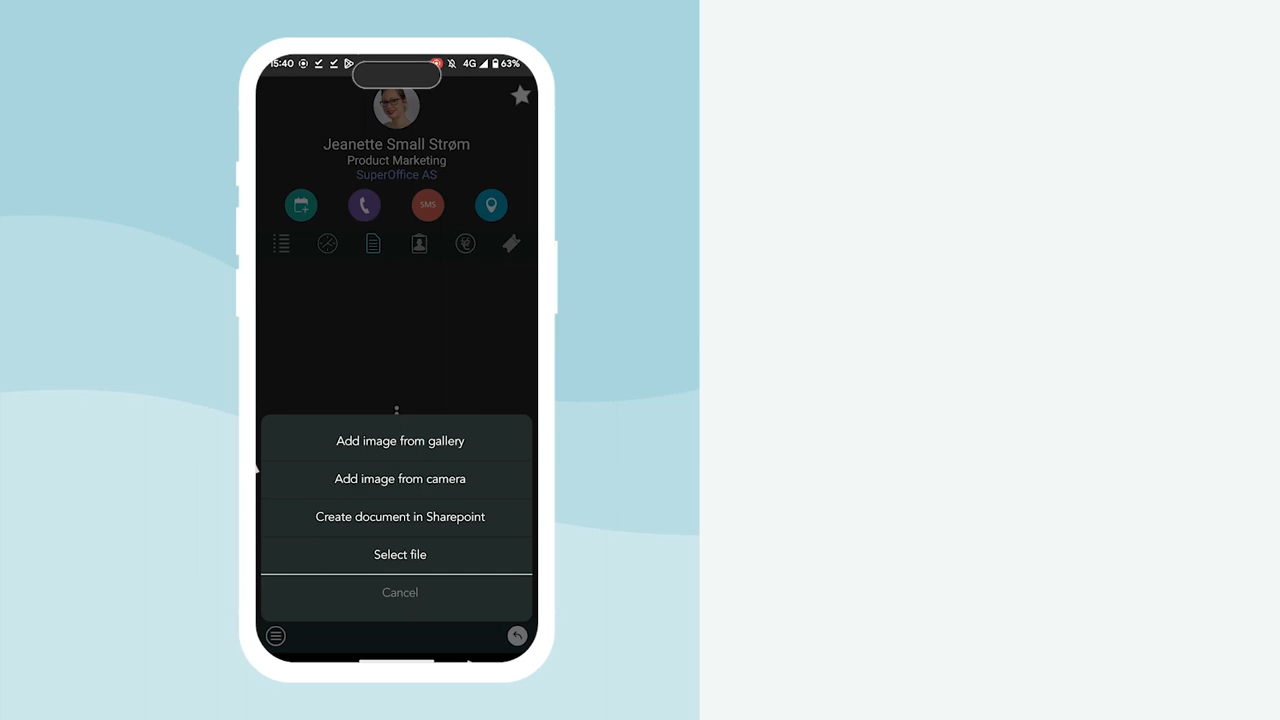 15:40 4G 63%
Jeanette Small Strøm
Product Marketing
SuperOffice AS
SMS
Add image from gallery
Add image from camera
Create document in Sharepoint
Select file
Cancel